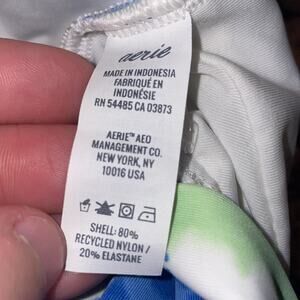 aerie
MADE IN INDONESIA
FABRIQUÉ EN
INDONÉSIE
RN 54485 CA 03873
AERIE™ AEO
MANAGEMENT CO.
NEW YORK, NY
10016 USA
SHELL: 80%
RECYCLED NYLON /
20% ELASTANE